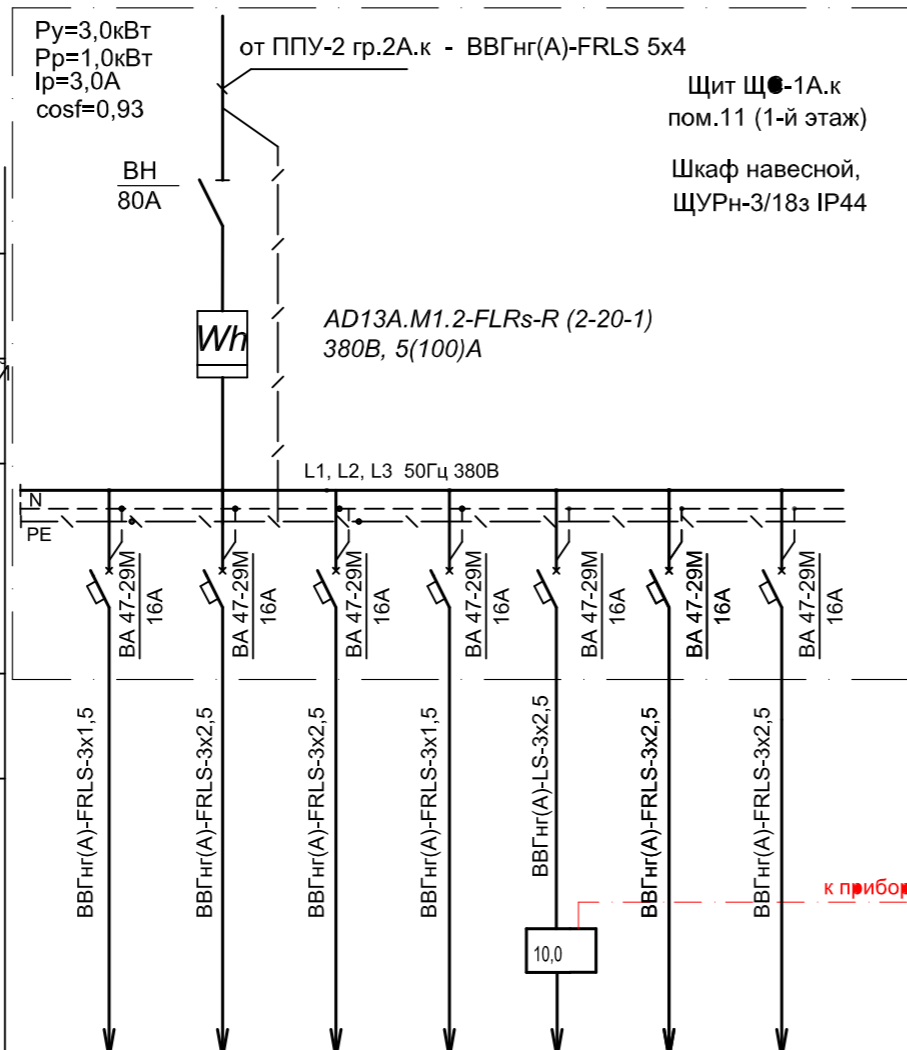 Ру=3,0кВт
Рр=1,0кВт
Iр=3,0А
cosf=0,93
от ППУ-2 гр.2А.к - ВВГнг(А)-FRLS 5х4
пом.11 (1-й этаж)
Щит
Шкаф навесной,
ЩУРн-3/18з IP44
ВН
80А
Wh
AD13A.M1.2-FLRs-R (2-20-1)
380В, 5(100)А
L1, L2, L3 50Гц 380В
N
PE
ВА 47-29М
16А
ВА 47-29М
16А
ВА 47-29М
16А
ВА 47-29М
16А
ВА 47-29М
16А
ВА 47-29М
16А
ВА 47-29М
16А
ВВГнг(А)-FRLS-3х1,5
ВВГнг(А)-FRLS-3х2,5
ВВГнг(А)-FRLS-3х2,5
ВВГнг(А)-FRLS-3х1,5
ВВГнг(А)-LS-3х2,5
ВВГнг(А)-FRLS-3х2,5
ВВГнг(А)-FRLS-3х2,5
к прибор
10,0